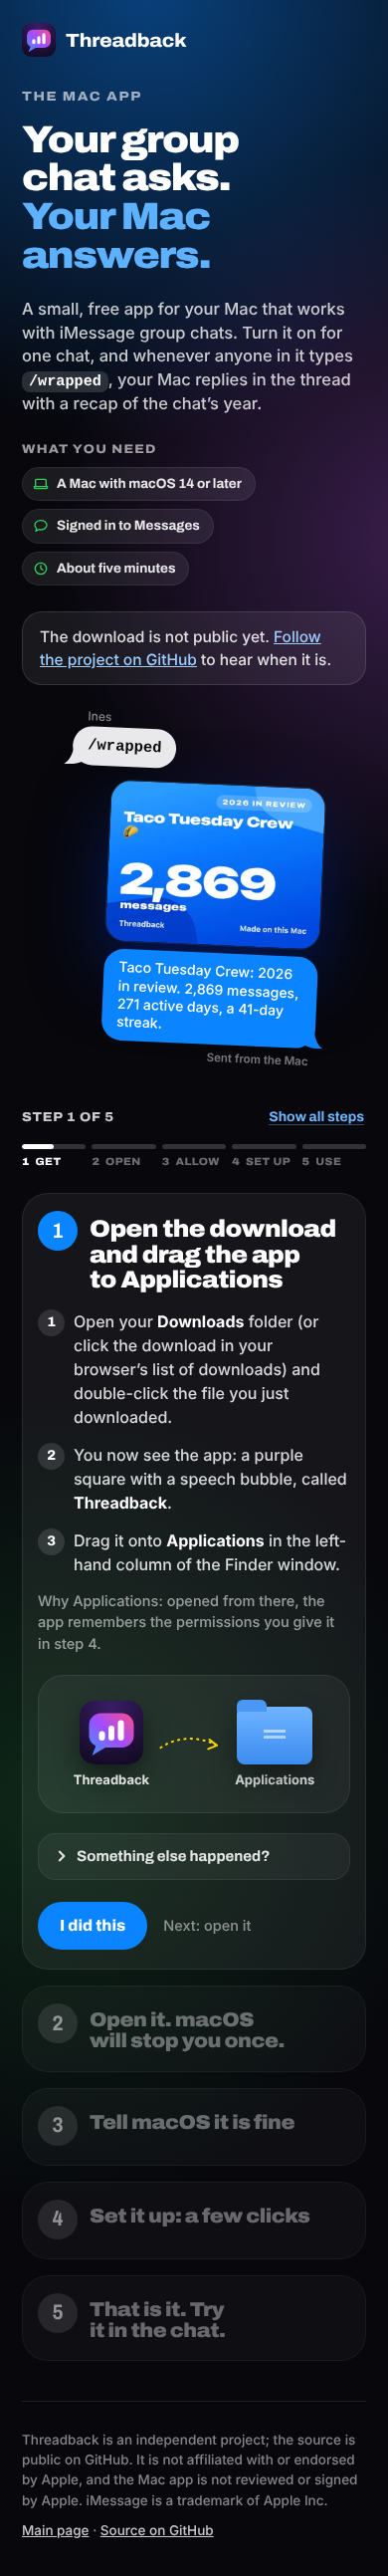 Threadback
THE MAC APP
Your group
chat asks.
Your Mac
answers.
A small, free app for your Mac that works
with iMessage group chats. Turn it on for
one chat, and whenever anyone in it types
/wrapped, your Mac replies in the thread
with a recap of the chat’s year.
WHAT YOU NEED
A Mac with macOS 14 or later
Signed in to Messages
About five minutes
The download is not public yet. Follow
the project on GitHub to hear when it is.
Ines
/wrapped
2026 IN REVIEW
Taco Tuesday Crew
🌮
2,869
messages
Threadback
Made on this Mac
Taco Tuesday Crew: 2026
in review. 2,869 messages,
271 active days, a 41-day
streak.
Sent from the Mac
STEP 1 OF 5
Show all steps
1 GET
2 OPEN
3 ALLOW
4 SET UP
5 USE
1
Open the download
and drag the app
to Applications
1 Open your Downloads folder (or
click the download in your
browser’s list of downloads) and
double-click the file you just
downloaded.
2 You now see the app: a purple
square with a speech bubble, called
Threadback.
3 Drag it onto Applications in the left-
hand column of the Finder window.
Why Applications: opened from there, the
app remembers the permissions you give it
in step 4.
Threadback
Applications
Something else happened?
I did this
Next: open it
2 Open it. macOS
will stop you once.
3 Tell macOS it is fine
4 Set it up: a few clicks
5 That is it. Try
it in the chat.
Threadback is an independent project; the source is
public on GitHub. It is not affiliated with or endorsed
by Apple, and the Mac app is not reviewed or signed
by Apple. iMessage is a trademark of Apple Inc.
Main page · Source on GitHub